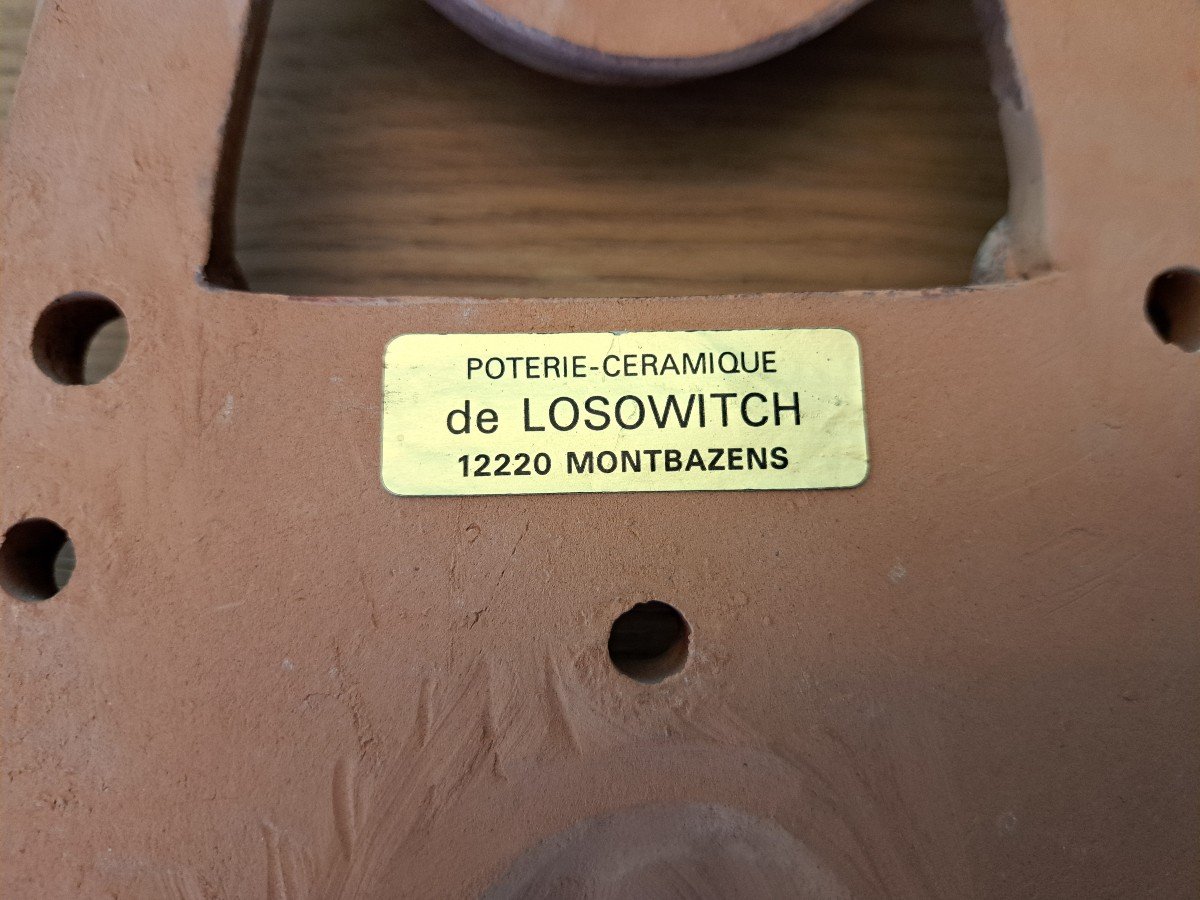 POTERIE-CERAMIQUE
de LOSOWITCH
12220 MONTBAZENS